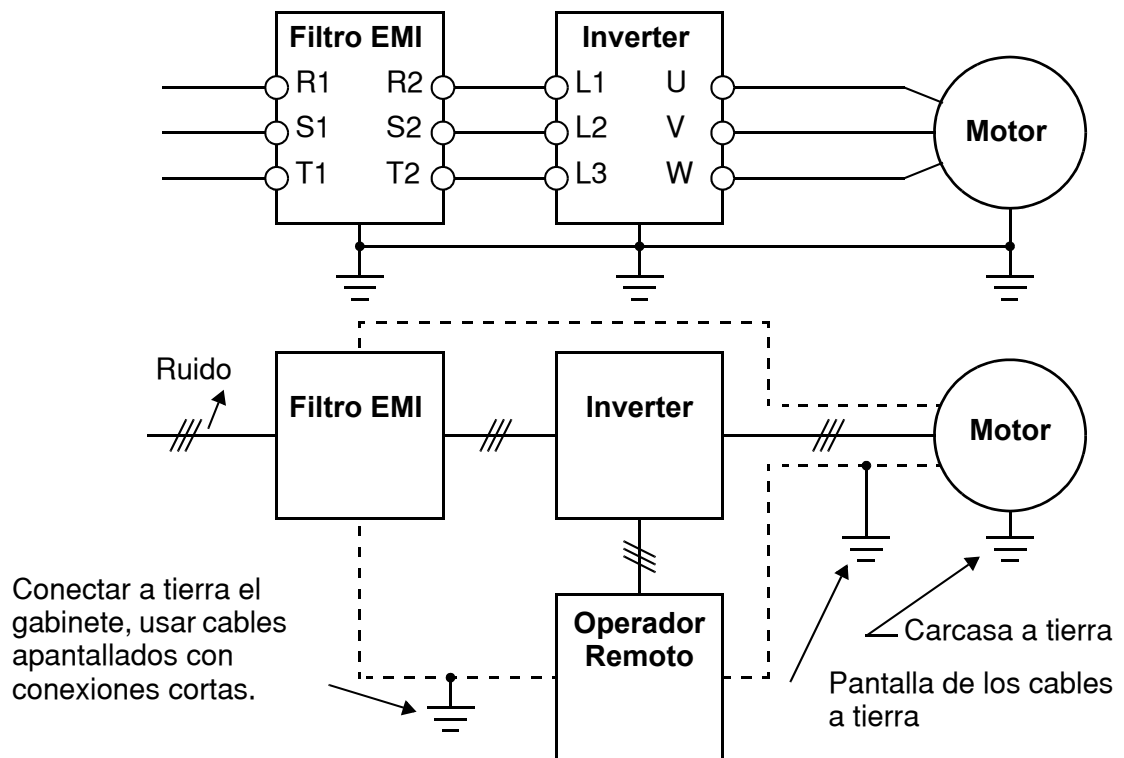 Filtro EMI
Inverter
R1 R2 L1 U
S1 S2 L2 V
T1 T2 L3 W
Motor
Ruido
Filtro EMI
Inverter
Motor
Conectar a tierra el
gabinete, usar cables
apantallados con
conexiones cortas.
Operador
Remoto
Carcasa a tierra
Pantalla de los cables
a tierra